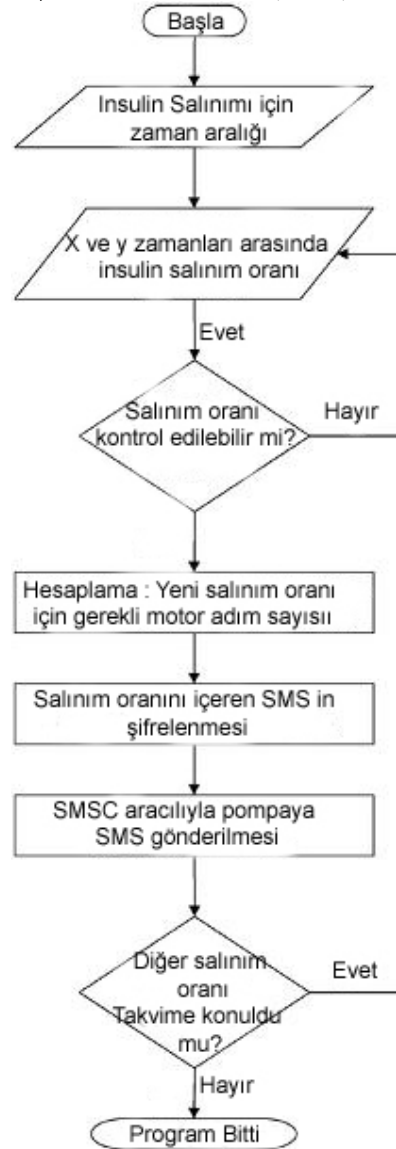 Başla
Insulin Salınımı için
zaman aralığı
X ve y zamanları arasında
insulin salınım oranı
Evet
Salınım oranı
kontrol edilebilir mi?
Hayır
Hesaplama : Yeni salınım oranı
için gerekli motor adım sayısıı
Salınım oranını içeren SMS in
şifrelenmesi
SMSC aracılıyla pompaya
SMS gönderilmesi
Diğer salınim
oranı
Takvime konuldu
mu?
Evet
Hayır
Program Bitti